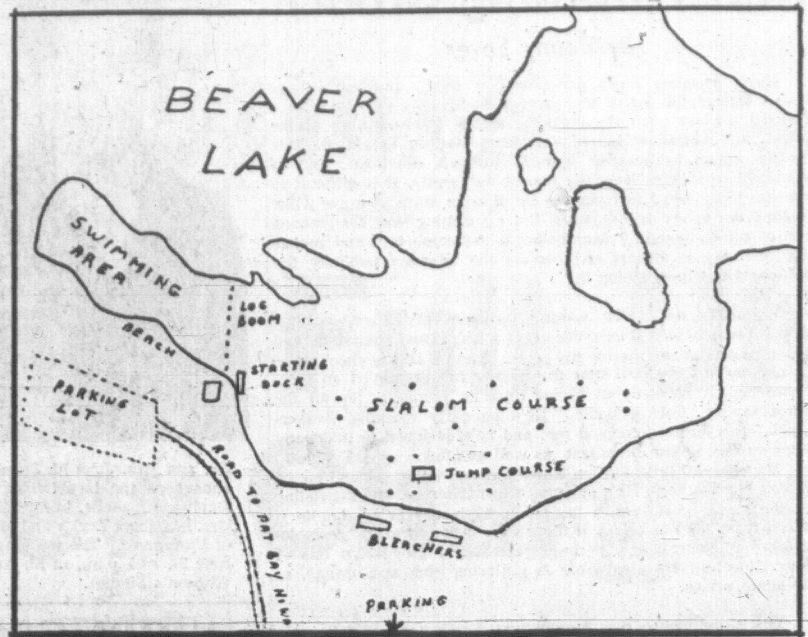 BEAVER
LAKE
SWIMMING
AREA
LOG
BOOM
BEACH
STARTING
DOCK
PARKING
LOT
SLALOM COURSE
JUMP COURSE
ROAD TO PAT BAY HIWY
BLEACHERS
PARKING